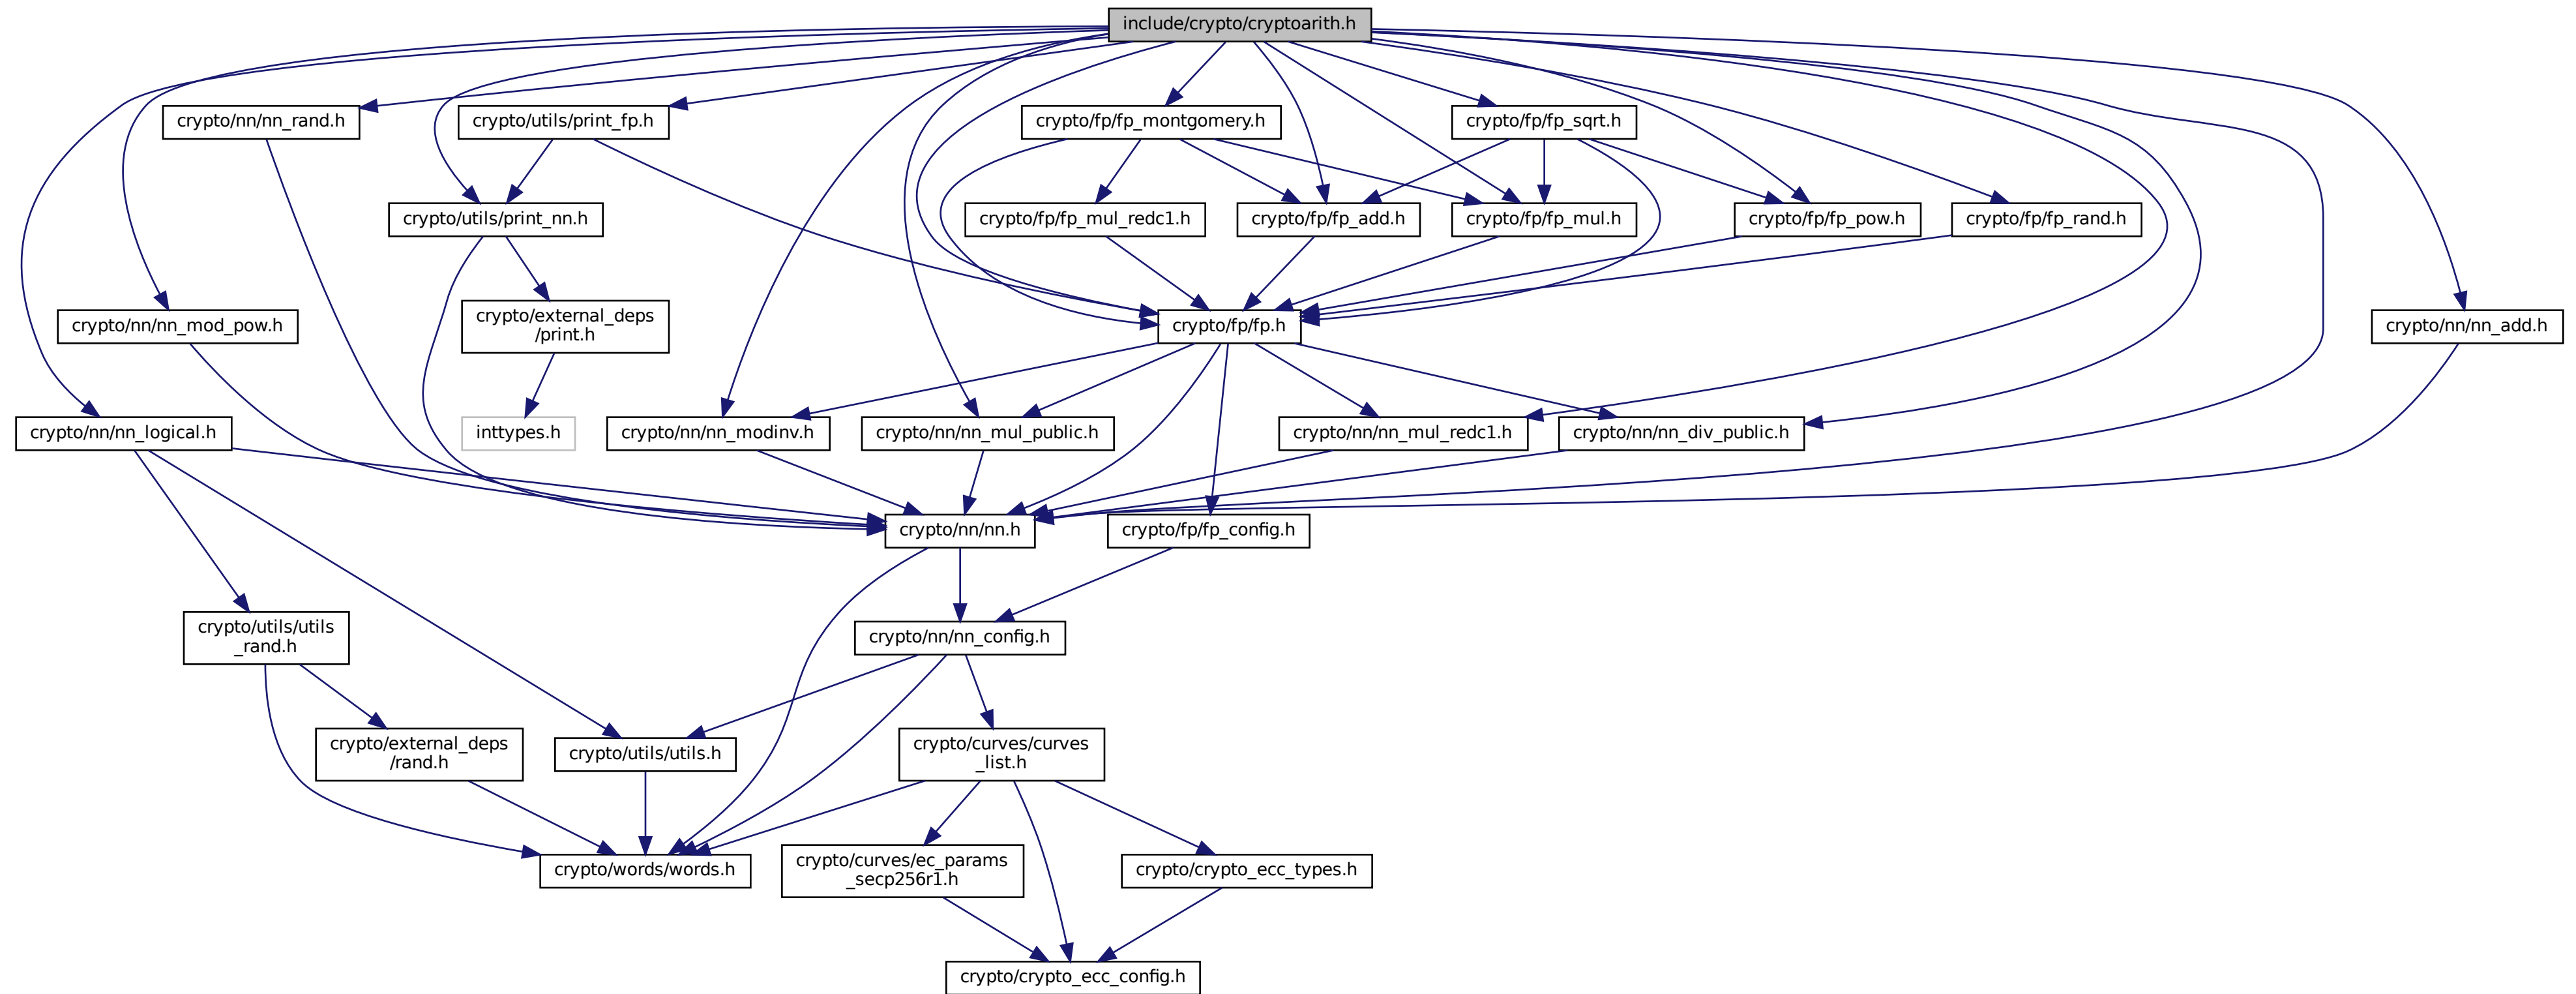 include/crypto/cryptoarith.h
crypto/nn/nn_rand.h
crypto/utils/print_fp.h
crypto/fp/fp_montgomery.h
crypto/fp/fp_sqrt.h
crypto/utils/print_nn.h
crypto/fp/fp_mul_redc1.h
crypto/fp/fp_add.h
crypto/fp/fp_mul.h
crypto/fp/fp_pow.h
crypto/fp/fp_rand.h
crypto/nn/nn_mod_pow.h
crypto/external_deps
/print.h
crypto/fp/fp.h
crypto/nn/nn_add.h
crypto/nn/nn_logical.h
inttypes.h
crypto/nn/nn_modinv.h
crypto/nn/nn_mul_public.h
crypto/nn/nn_mul_redc1.h
crypto/nn/nn_div_public.h
crypto/nn/nn.h
crypto/fp/fp_config.h
crypto/utils/utils
_rand.h
crypto/nn/nn_config.h
crypto/external_deps
/rand.h
crypto/utils/utils.h
crypto/curves/curves
_list.h
crypto/words/words.h
crypto/curves/ec_params
_secp256r1.h
crypto/crypto_ecc_types.h
crypto/crypto_ecc_config.h